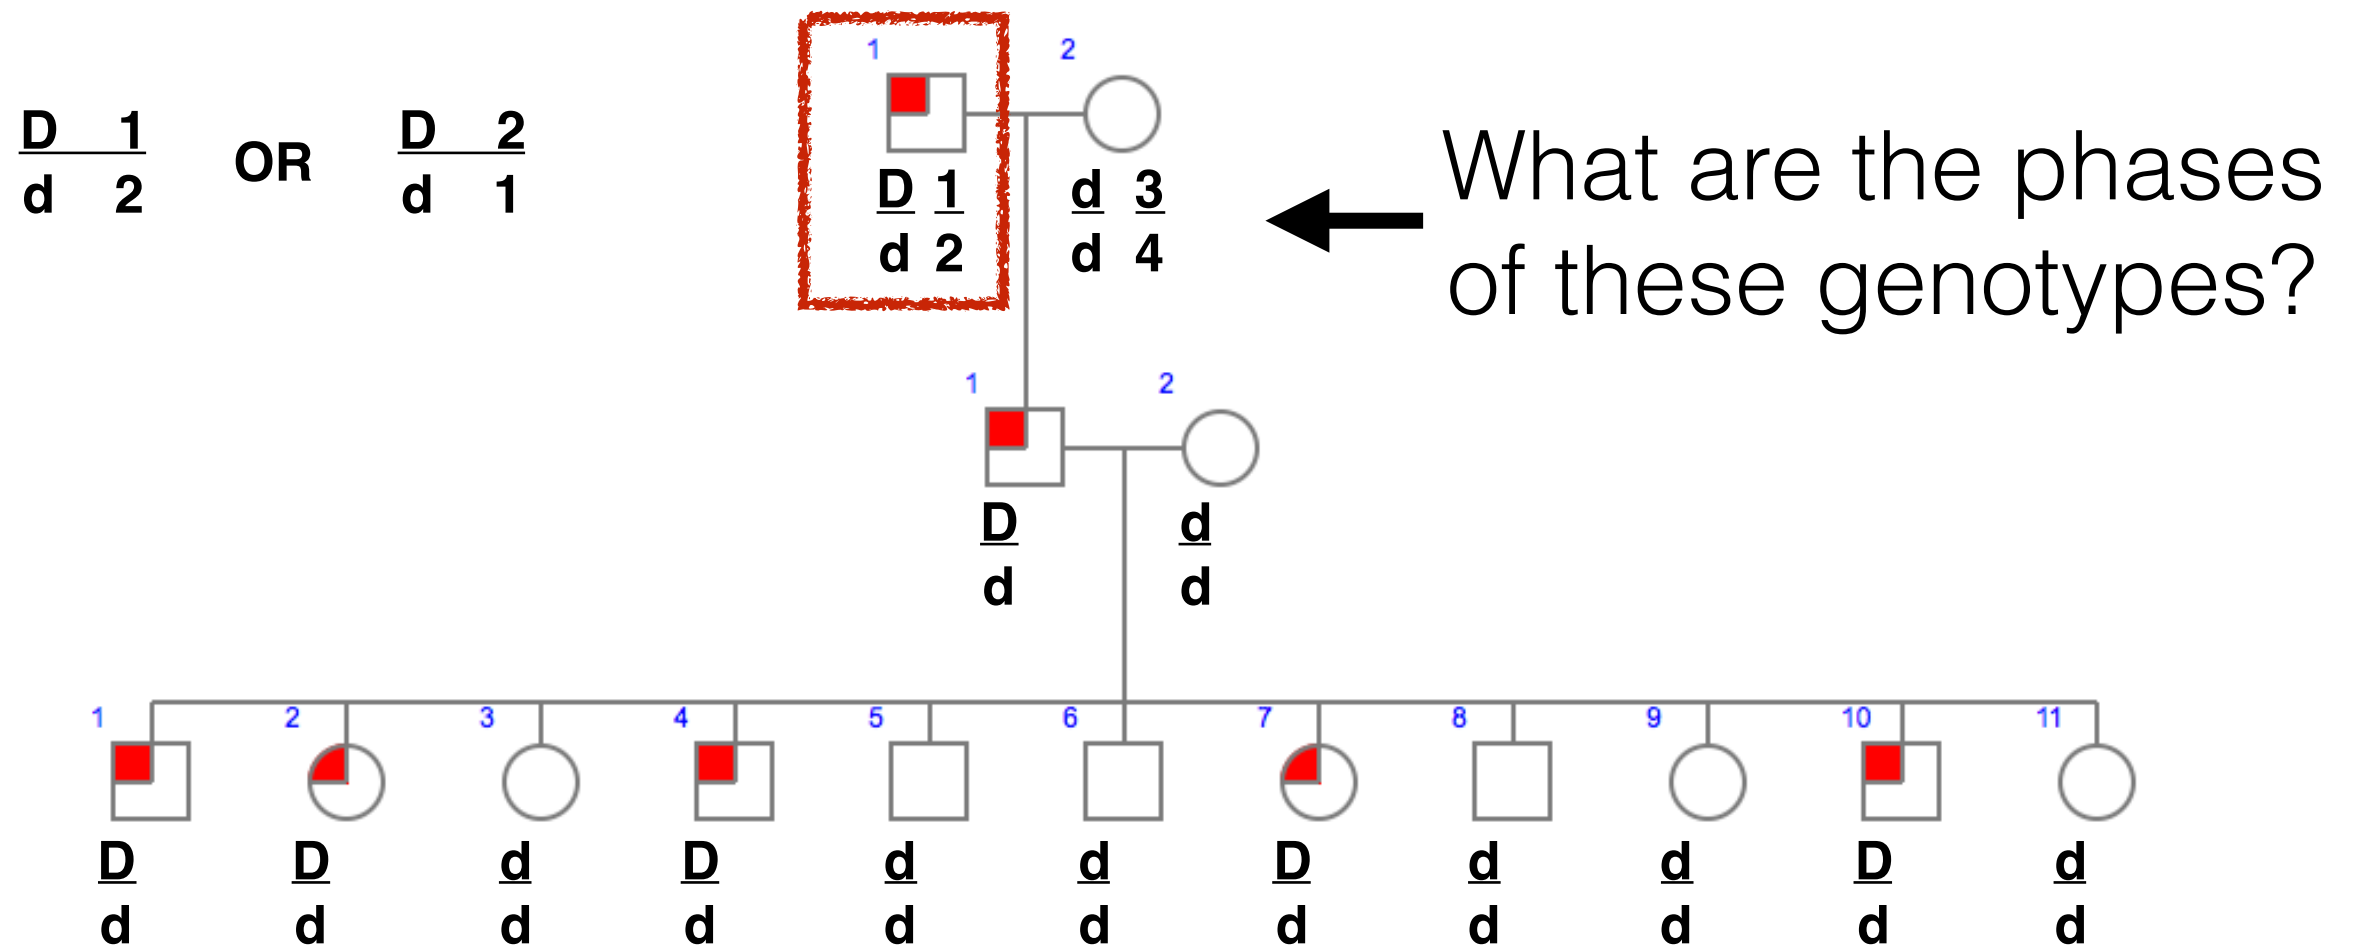 1 2
D 1 OR D 2
d 2 d 1
D 1 d 3
d 2 d 4
What are the phases
of these genotypes?
1 2
D d
d d
1 2 3 4 5 6 7 8 9 10 11
D D d D d d D d d D d
d d d d d d d d d d d